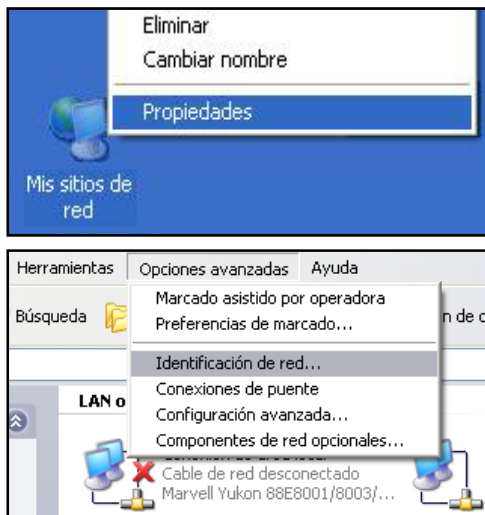 Eliminar
Cambiar nombre
Propiedades
Mis sitios de
red
Herramientas Opciones avanzadas Ayuda
Búsqueda
Marcado asistido por operadora
Preferencias de marcado...
n de c
Identificación de red...
Conexiones de puente
LAN o
Configuración avanzada...
Componentes de red opcionales...
Cable de red desconectado
Marvell Yukon 88E8001/8003/...